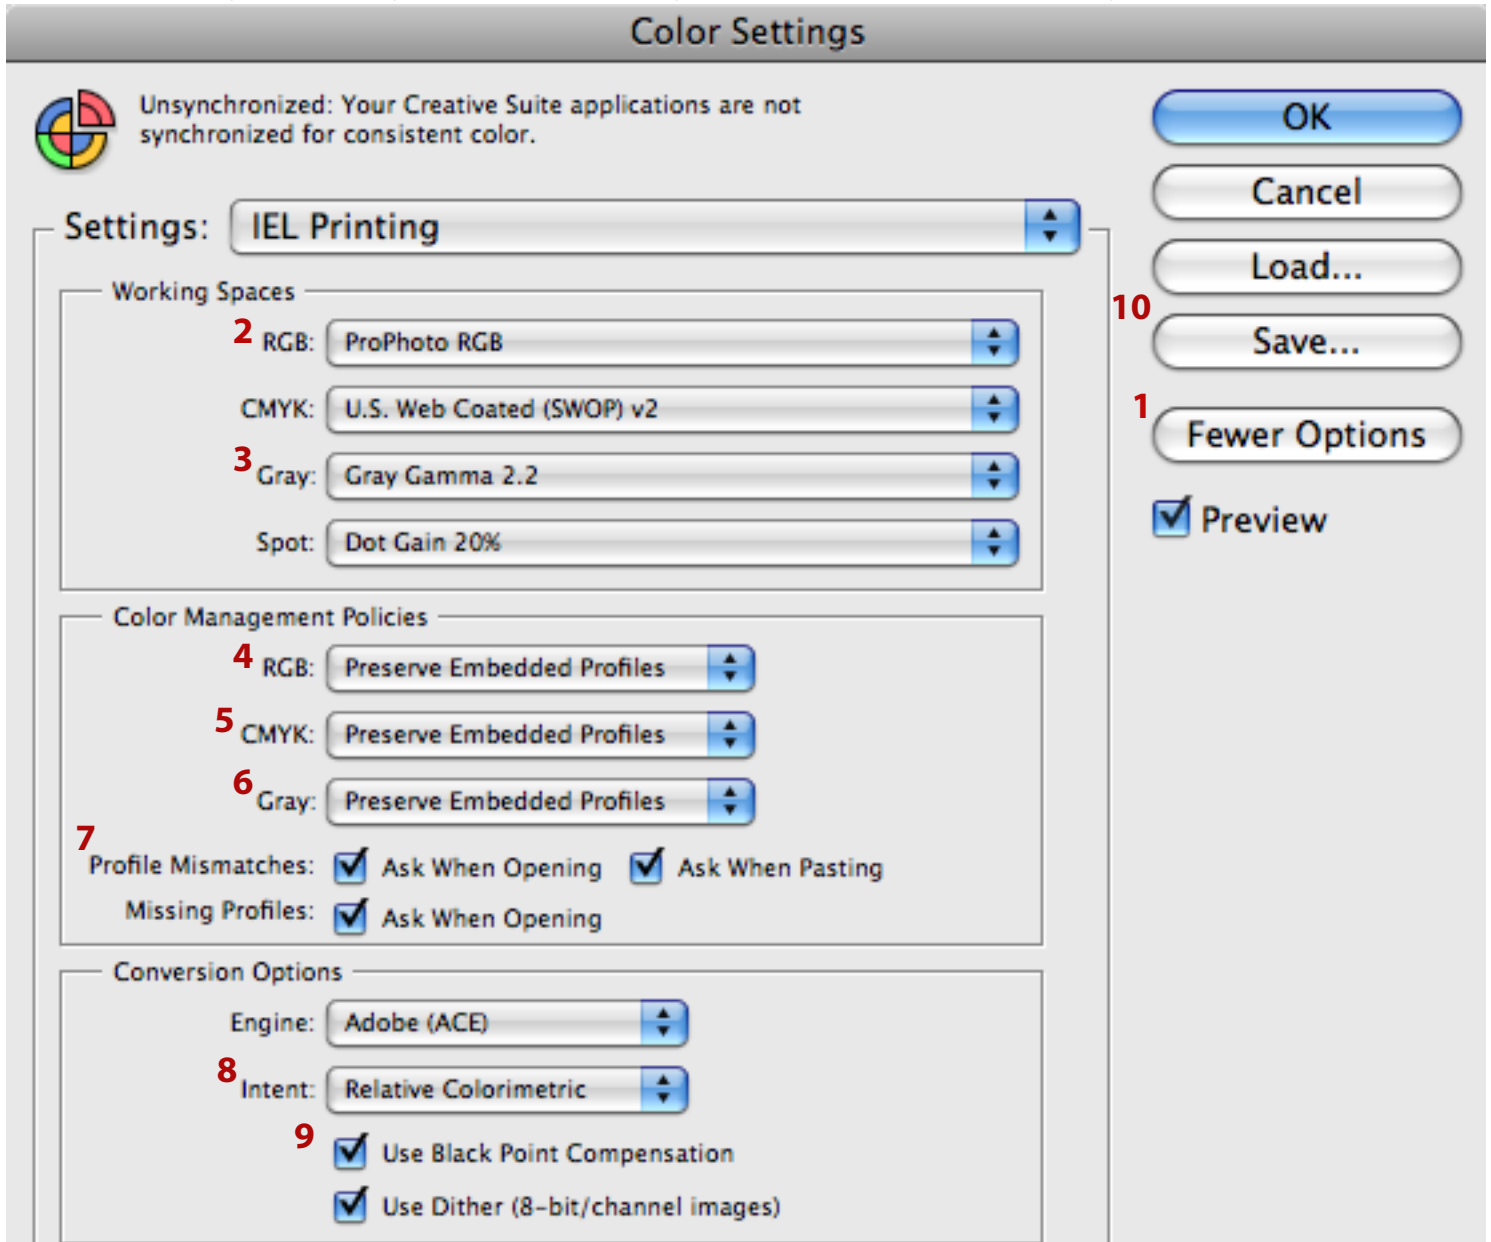 Color Settings
Unsynchronized: Your Creative Suite applications are not
synchronized for consistent color.
OK
Cancel
Load...
10
Save...
1
Fewer Options
Preview
Settings: IEL Printing
Working Spaces
2 RGB: ProPhoto RGB
CMYK: U.S. Web Coated (SWOP) v2
3 Gray: Gray Gamma 2.2
Spot: Dot Gain 20%
Color Management Policies
4 RGB: Preserve Embedded Profiles
5 CMYK: Preserve Embedded Profiles
6 Gray: Preserve Embedded Profiles
7
Profile Mismatches: Ask When Opening Ask When Pasting
Missing Profiles: Ask When Opening
Conversion Options
Engine: Adobe (ACE)
8 Intent: Relative Colorimetric
9 Use Black Point Compensation
Use Dither (8-bit/channel images)